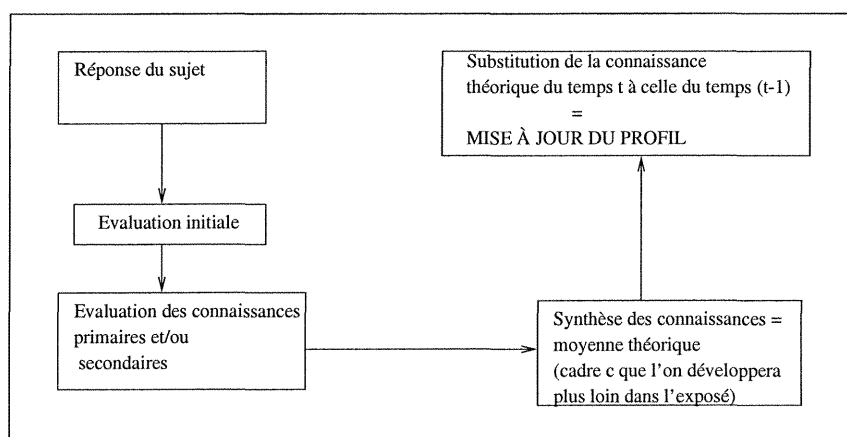 Réponse du sujet
Evaluation initiale
Evaluation des connaissances
primaires et/ou
secondaires
Synthèse des connaissances =
moyenne théorique
(cadre c que l'on développera
plus loin dans l'exposé)
Substitution de la connaissance
théorique du temps t à celle du temps (t-1)
=
MISE À JOUR DU PROFIL